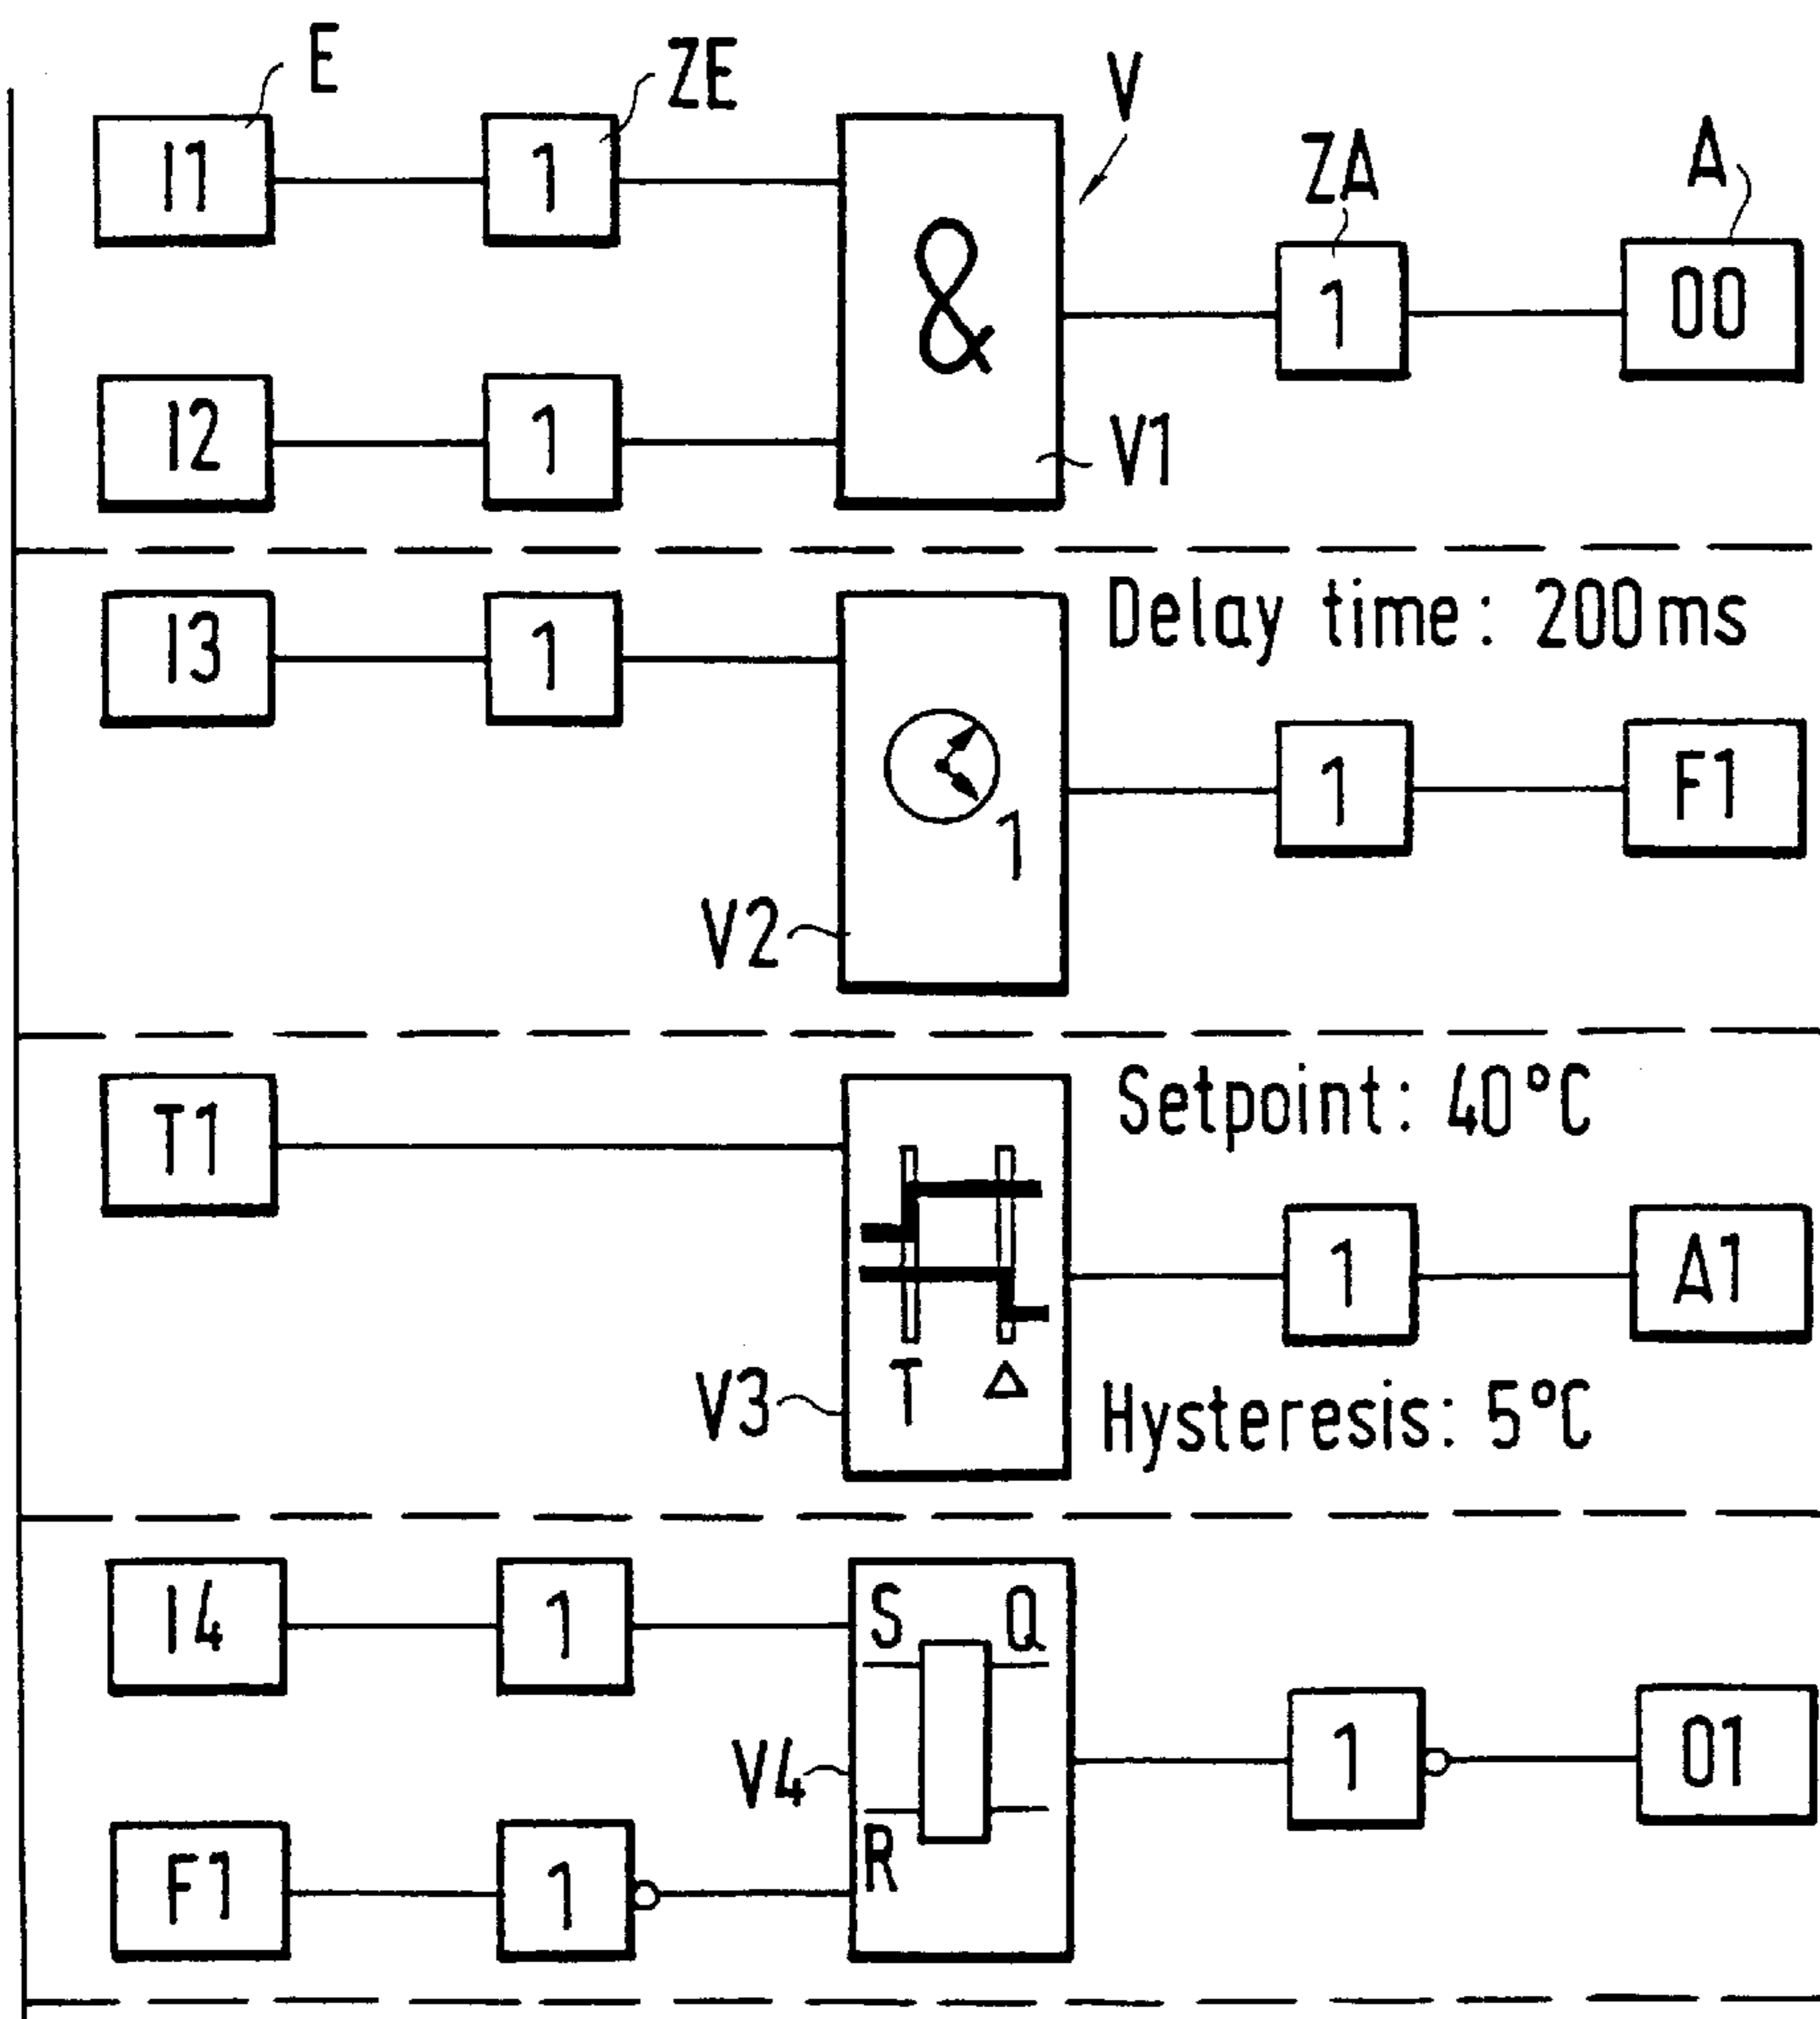 E
ZE
V
ZA
A
I1
1
&
1
00
I2
1
V1
I3
1
Delay time: 200ms
1
1
F1
V2
T1
Setpoint: 40°C
1
A1
T
Δ
V3
Hysteresis: 5°C
I4
1
S
Q
V4
1
01
F1
1
R